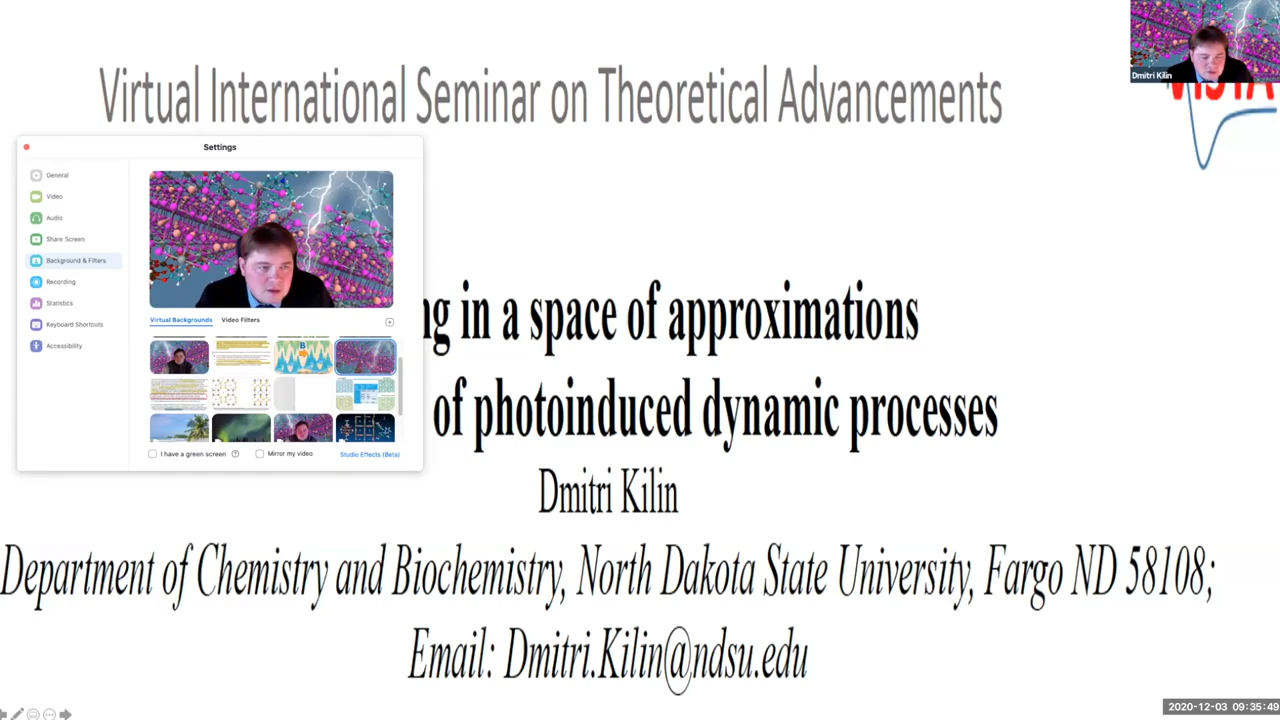 Virtual International Seminar on Theoretical Advancements
Dmitri Kilin
VISTA
Settings
General
Video
Audio
Share Screen
Background & Filters
Recording
Statistics
Keyboard Shortcuts
Accessibility
Virtual Backgrounds
Video Filters
B
I have a green screen
Mirror my video
Studio Effects (Beta)
ng in a space of approximations
of photoinduced dynamic processes
Dmitri Kilin
Department of Chemistry and Biochemistry, North Dakota State University, Fargo ND 58108;
Email: Dmitri.Kilin@ndsu.edu
2020-12-03 09:35:49